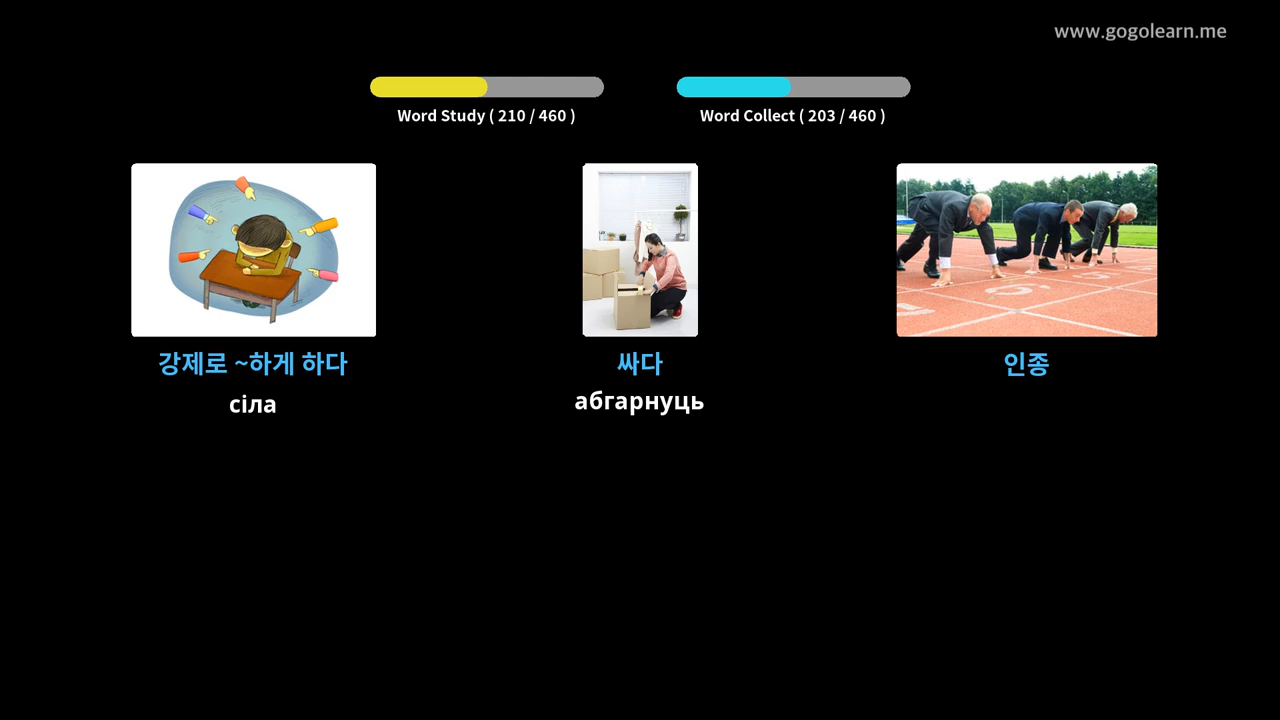 www.gogolearn.me
Word Study ( 210 / 460 )
Word Collect ( 203 / 460 )
강제로 ~하게 하다
싸다
인종
сіла
абгарнуць